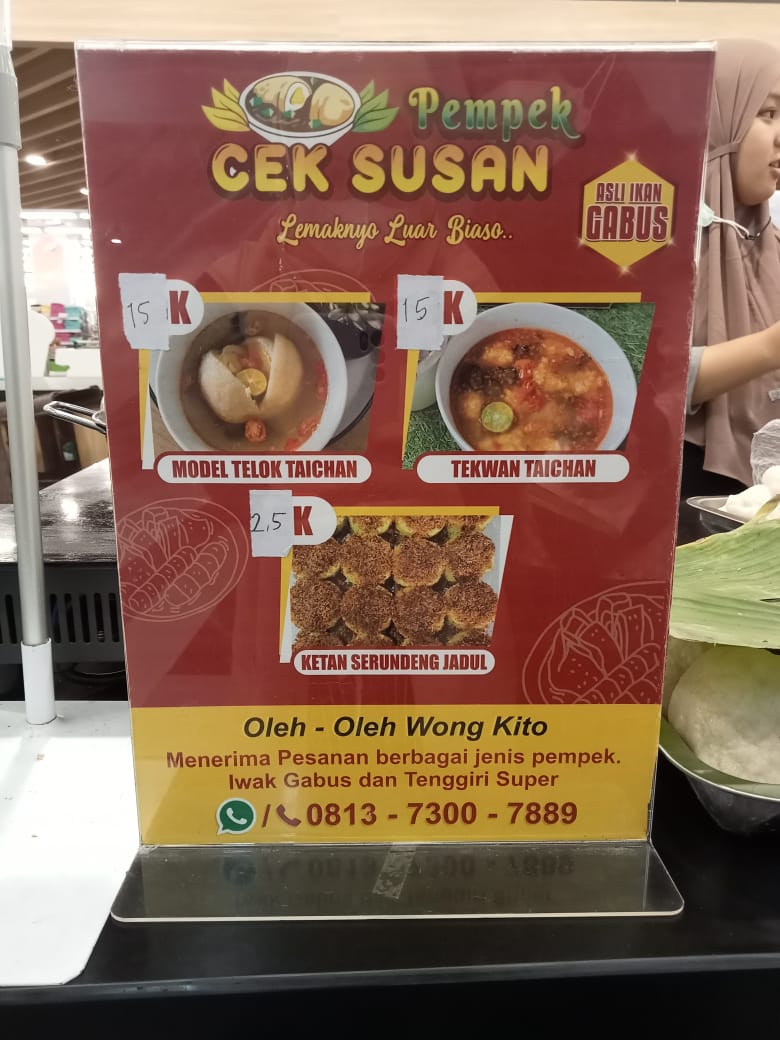 Pempek
CEK SUSAN
Lemaknyo Luar Biaso..
ASLI IKAN
GABUS
15 K
15 K
MODEL TELOK TAICHAN
TEKWAN TAICHAN
2,5 K
KETAN SERUNDENG JADUL
Oleh - Oleh Wong Kito
Menerima Pesanan berbagai jenis pempek.
Iwak Gabus dan Tenggiri Super
/ 0813 - 7300 - 7889